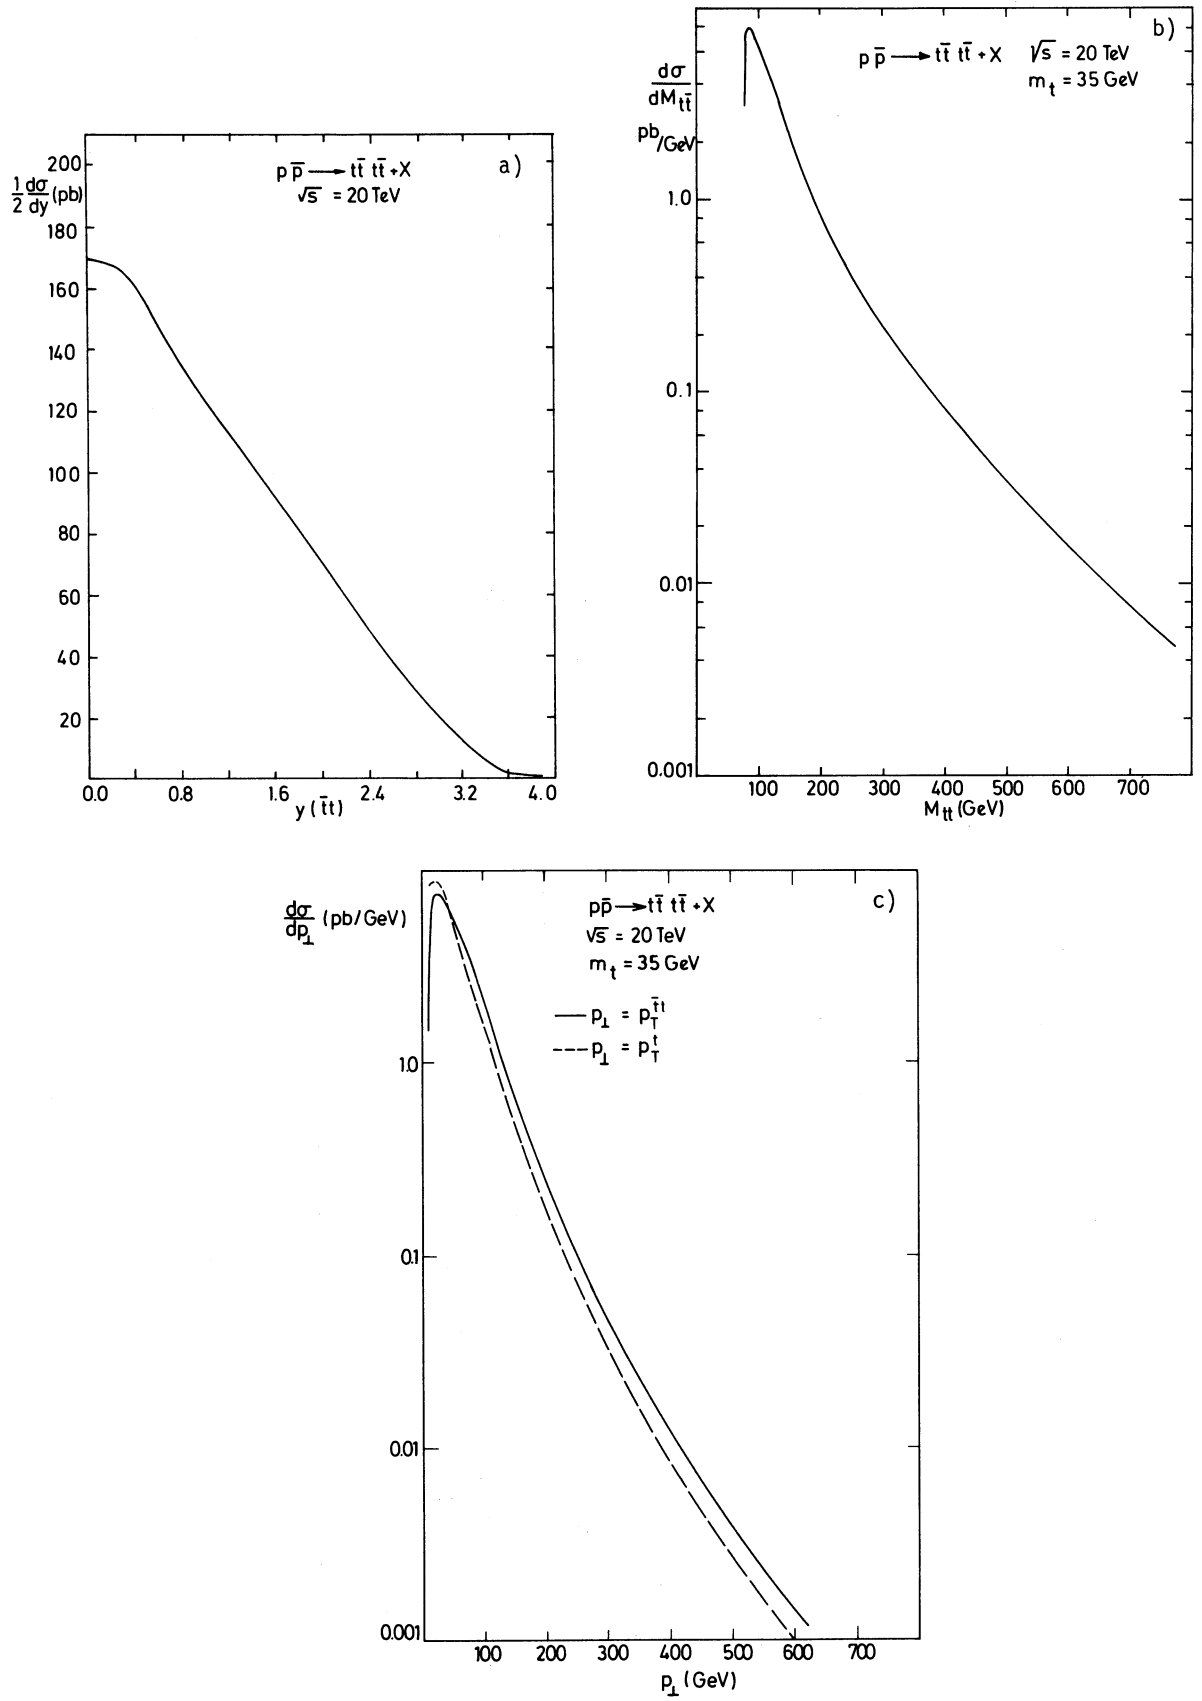 a)
p p̅ ⟶ tt̅ tt̅ + X
√s = 20 TeV
½ dσ/dy (pb)
200
180
160
140
120
100
80
60
40
20
0.0 0.8 1.6 2.4 3.2 4.0
y (t̅t)
b)
p p̅ ⟶ tt̅ tt̅ + X √s = 20 TeV
m_t = 35 GeV
dσ/dM_tt̅
pb/GeV
1.0
0.1
0.01
0.001
100 200 300 400 500 600 700
M_tt (GeV)
c)
pp̅ ⟶ tt̅ tt̅ + X
√s = 20 TeV
m_t = 35 GeV
dσ/dp_⊥ (pb/GeV)
p_⊥ = p_T^t̅t
p_⊥ = p_T^t
1.0
0.1
0.01
0.001
100 200 300 400 500 600 700
p_⊥ (GeV)